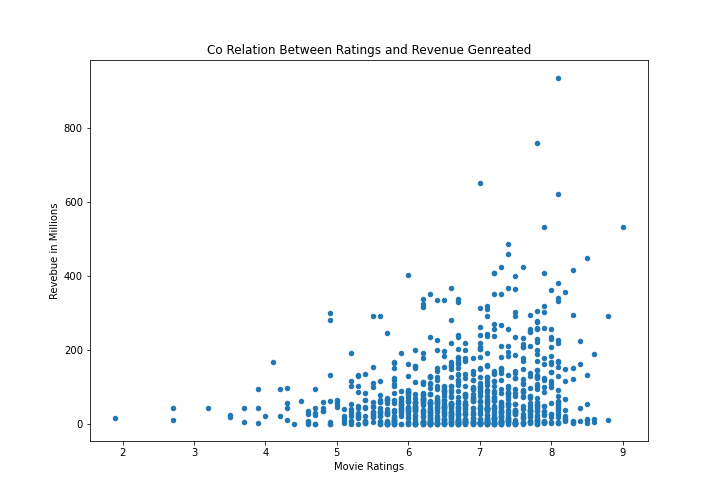 Co Relation Between Ratings and Revenue Genreated
800
600
400
200
0
Revebue in Millions
2 3 4 5 6 7 8 9
Movie Ratings